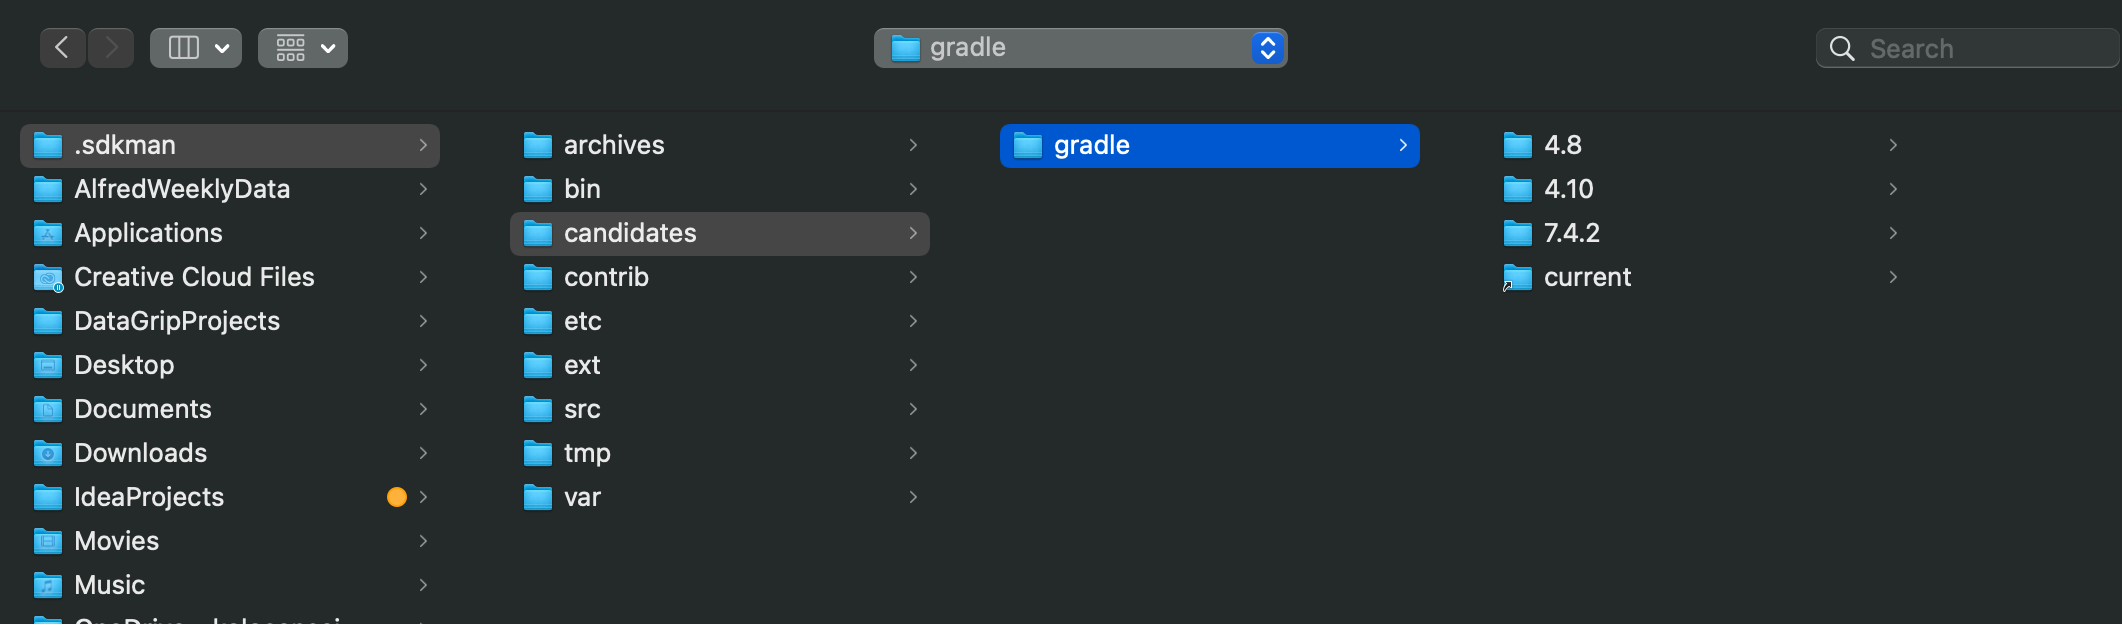 gradle
Search
.sdkman
AlfredWeeklyData
Applications
Creative Cloud Files
DataGripProjects
Desktop
Documents
Downloads
IdeaProjects
Movies
Music
archives
bin
candidates
contrib
etc
ext
src
tmp
var
gradle
4.8
4.10
7.4.2
current